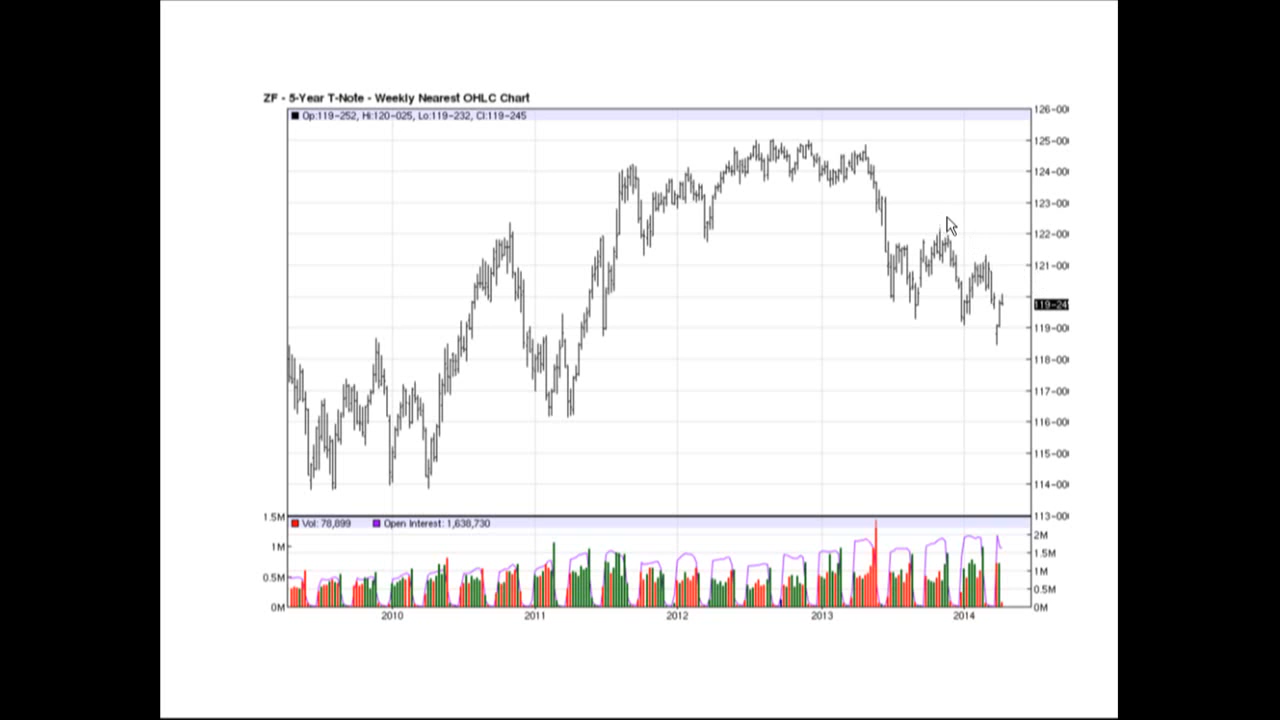 ZF - 5-Year T-Note - Weekly Nearest OHLC Chart
Op:119-252, Hi:120-025, Lo:119-232, Cl:119-245
126-00
125-00
124-00
123-00
122-00
121-00
119-24
119-00
118-00
117-00
116-00
115-00
114-00
113-00
1.5M
Vol: 78,899 Open Interest: 1,638,730
1M
0.5M
0M
2M
1.5M
1M
0.5M
0M
2010 2011 2012 2013 2014